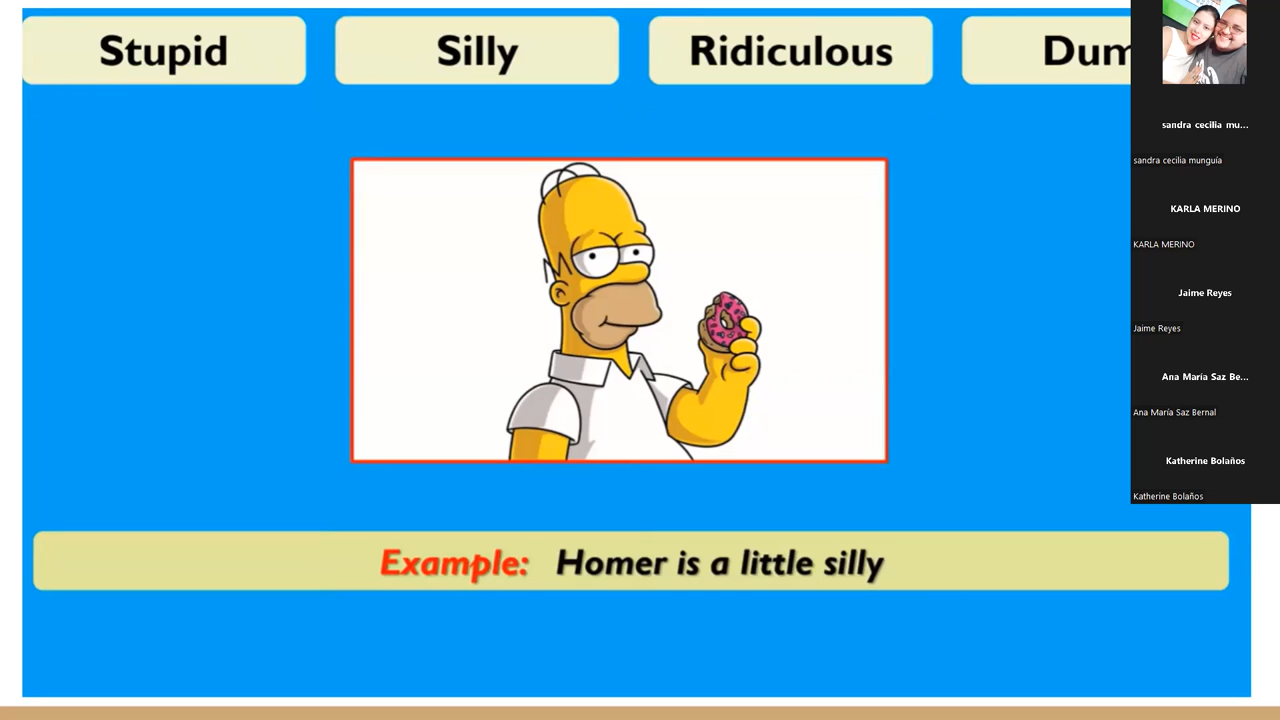 Stupid
Silly
Ridiculous
Dum
sandra cecilia mu...
sandra cecilia munguía
KARLA MERINO
KARLA MERINO
Jaime Reyes
Jaime Reyes
Ana María Saz Be...
Ana María Saz Bernal
Katherine Bolaños
Katherine Bolaños
Example: Homer is a little silly